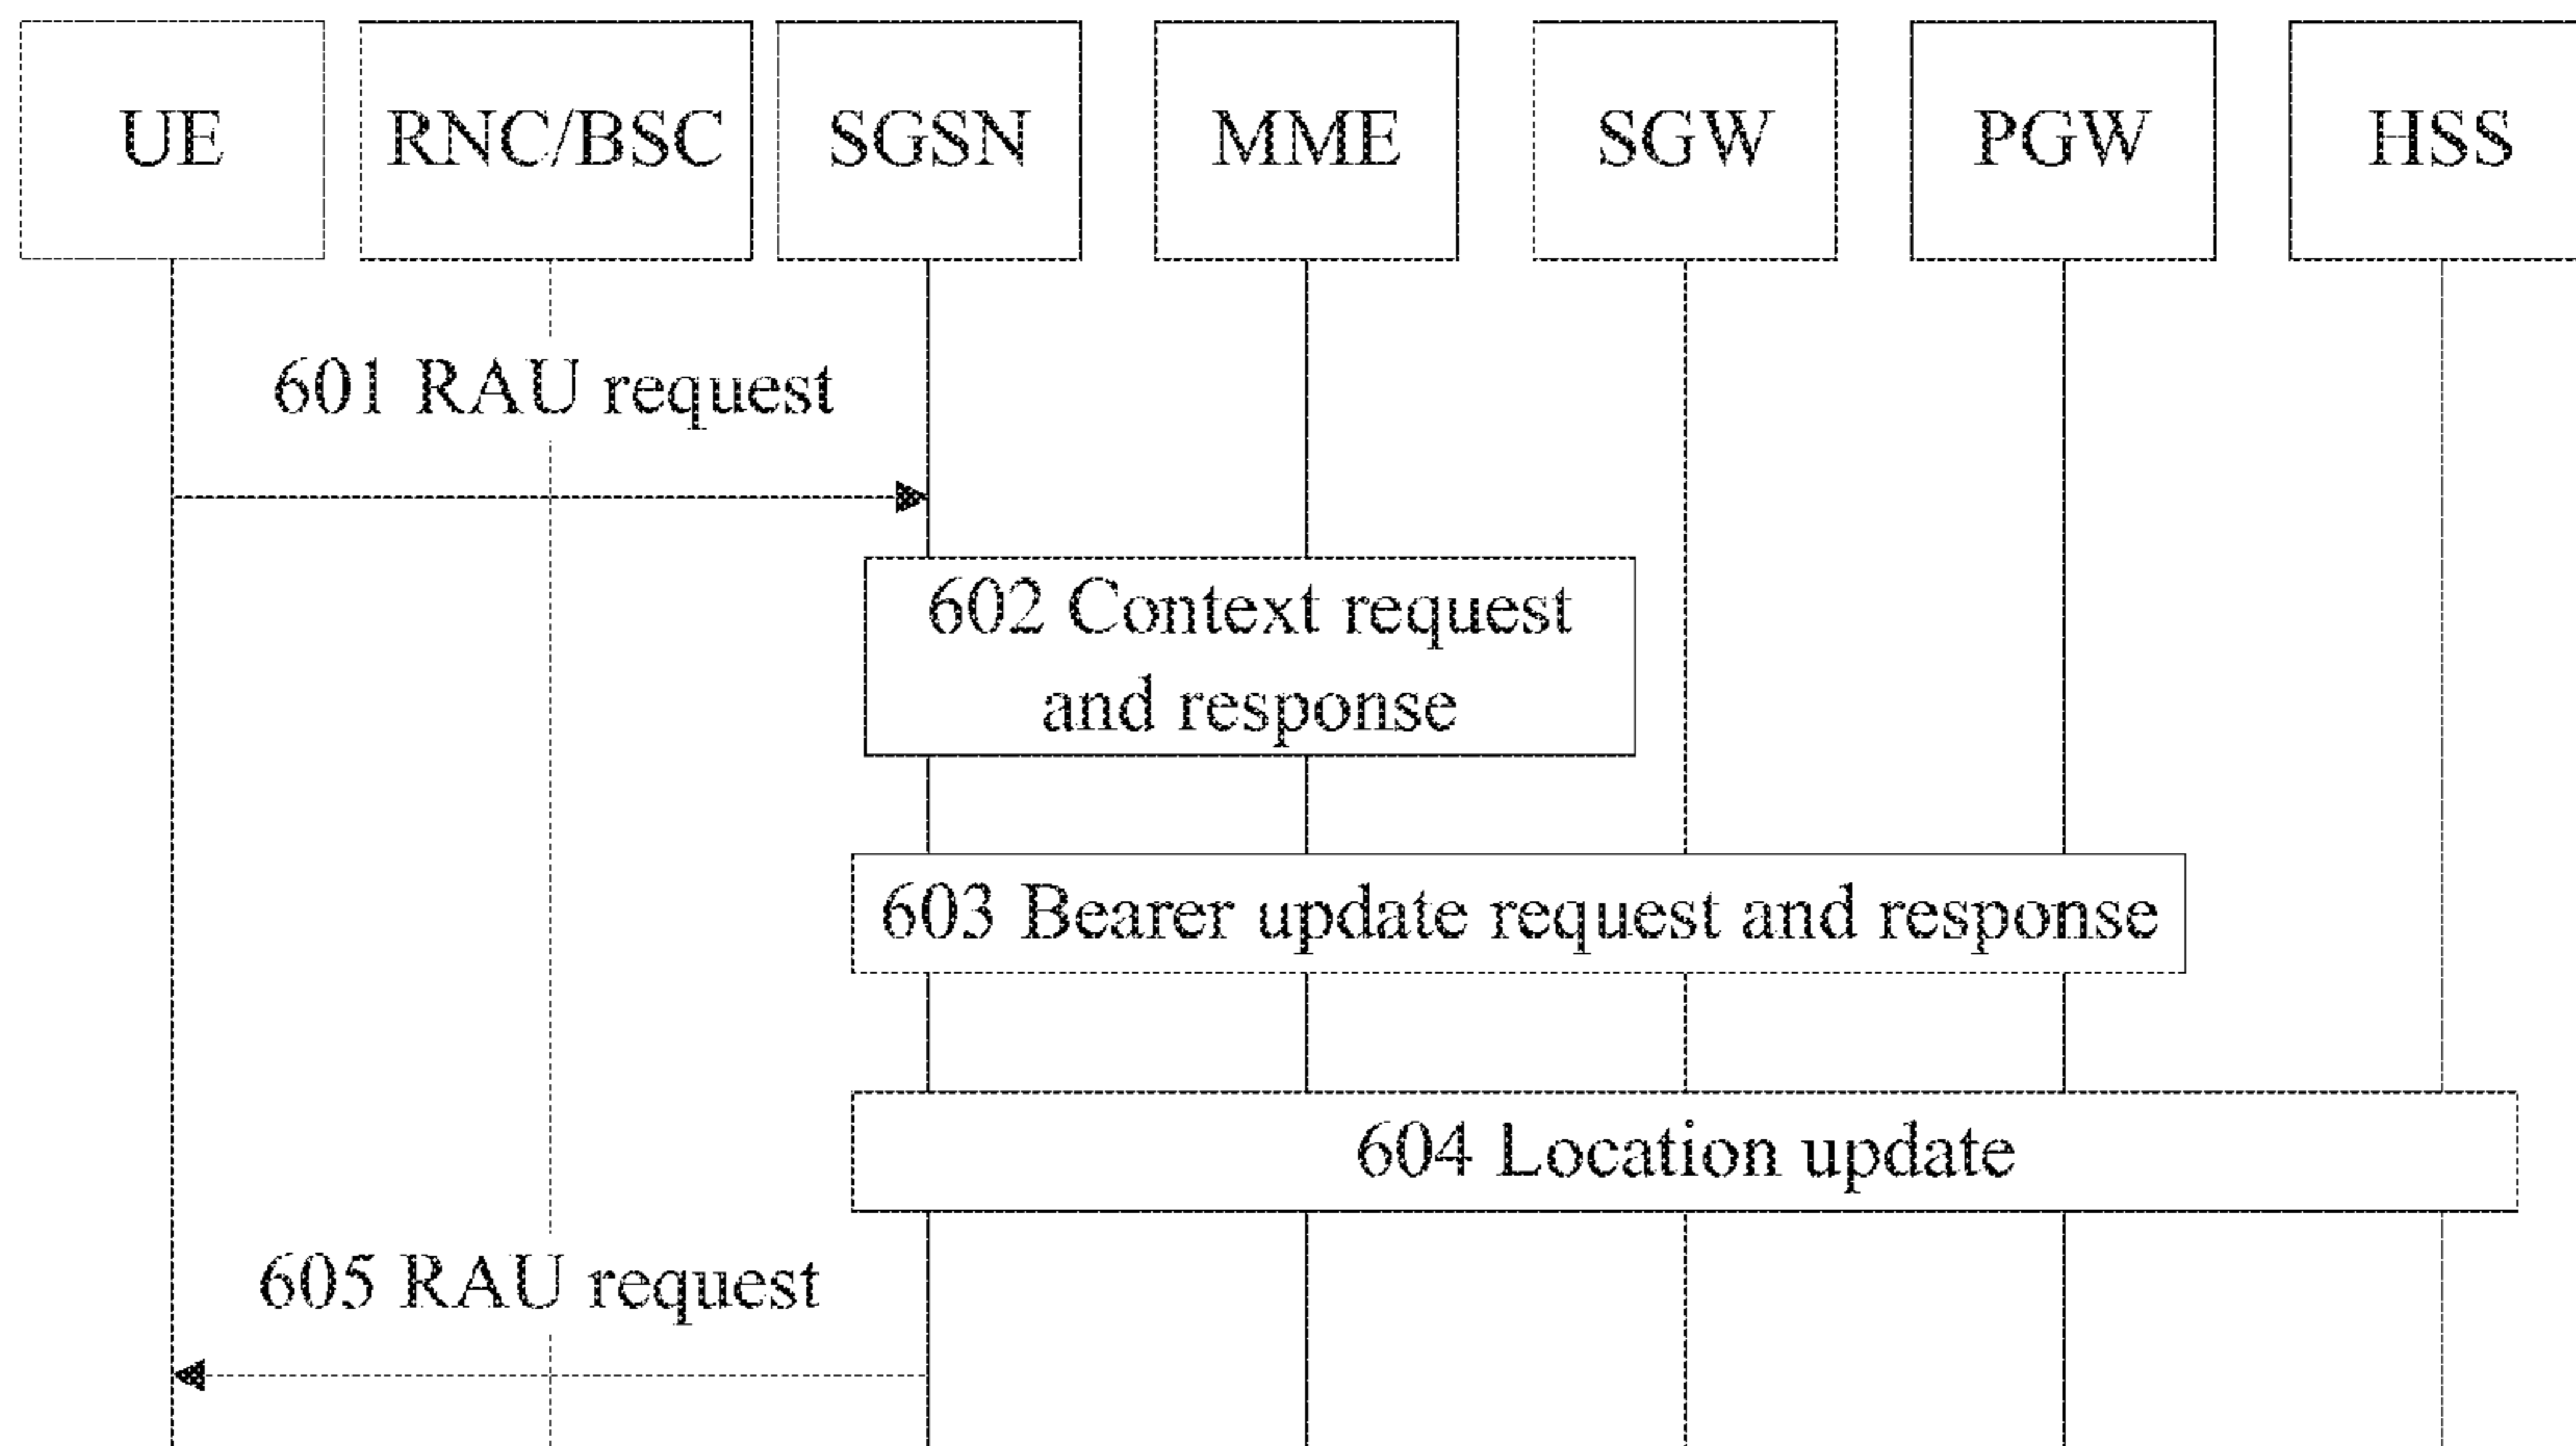 UE
RNC/BSC
SGSN
MME
SGW
PGW
HSS
601 RAU request
602 Context request
and response
603 Bearer update request and response
604 Location update
605 RAU request